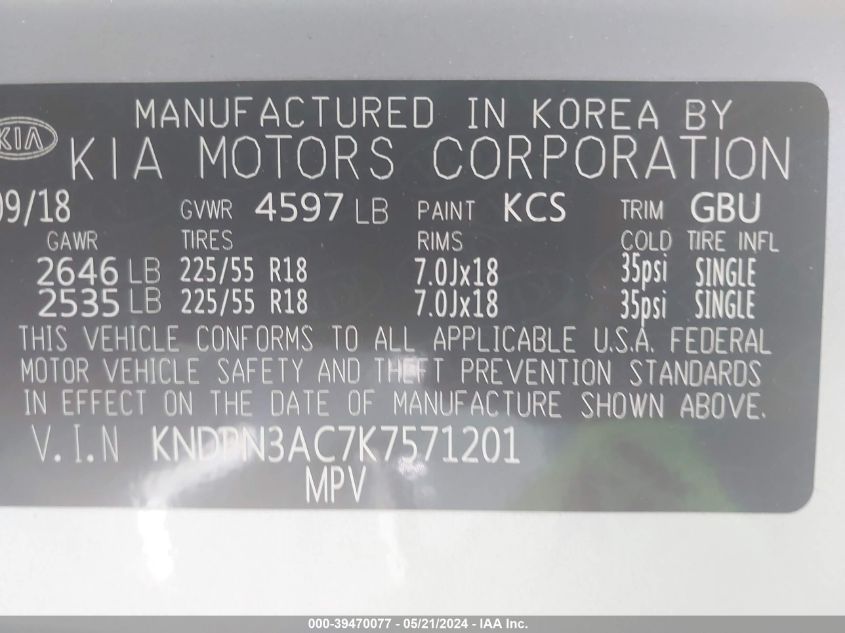 MANUFACTURED IN KOREA BY
KIA KIA MOTORS CORPORATION
09/18 GVWR 4597 LB PAINT KCS TRIM GBU
GAWR TIRES RIMS COLD TIRE INFL
2646 LB 225/55 R18 7.0Jx18 35psi SINGLE
2535 LB 225/55 R18 7.0Jx18 35psi SINGLE
THIS VEHICLE CONFORMS TO ALL APPLICABLE U.S.A. FEDERAL
MOTOR VEHICLE SAFETY AND THEFT PREVENTION STANDARDS
IN EFFECT ON THE DATE OF MANUFACTURE SHOWN ABOVE.
V.I.N KNDPN3AC7K7571201
MPV
000-39470077 - 05/21/2024 - IAA Inc.